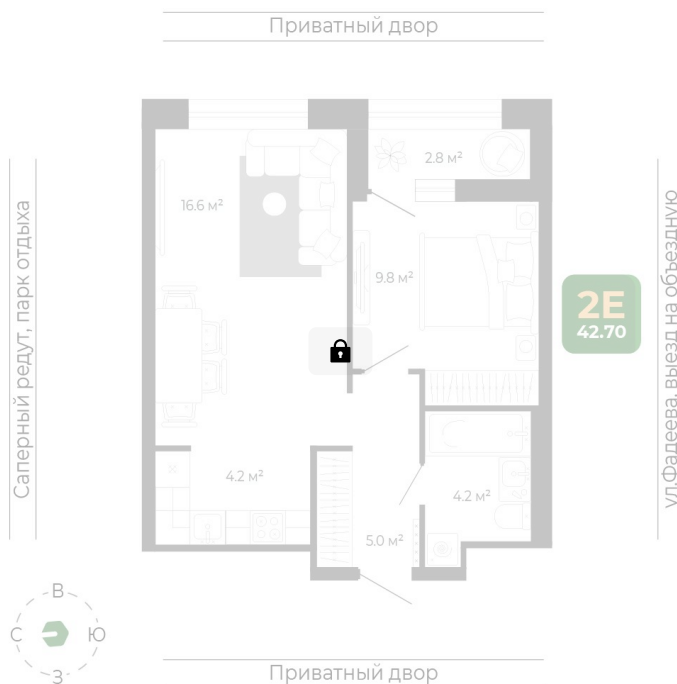 Приватный двор
2.8 м²
16.6 м²
Саперный редут, парк отдыха
ул.Фадеева. выезд на объездную
9.8 м²
2Е
42.70
4.2 м²
4.2 м²
5.0 м²
В
С
Ю
З
Приватный двор